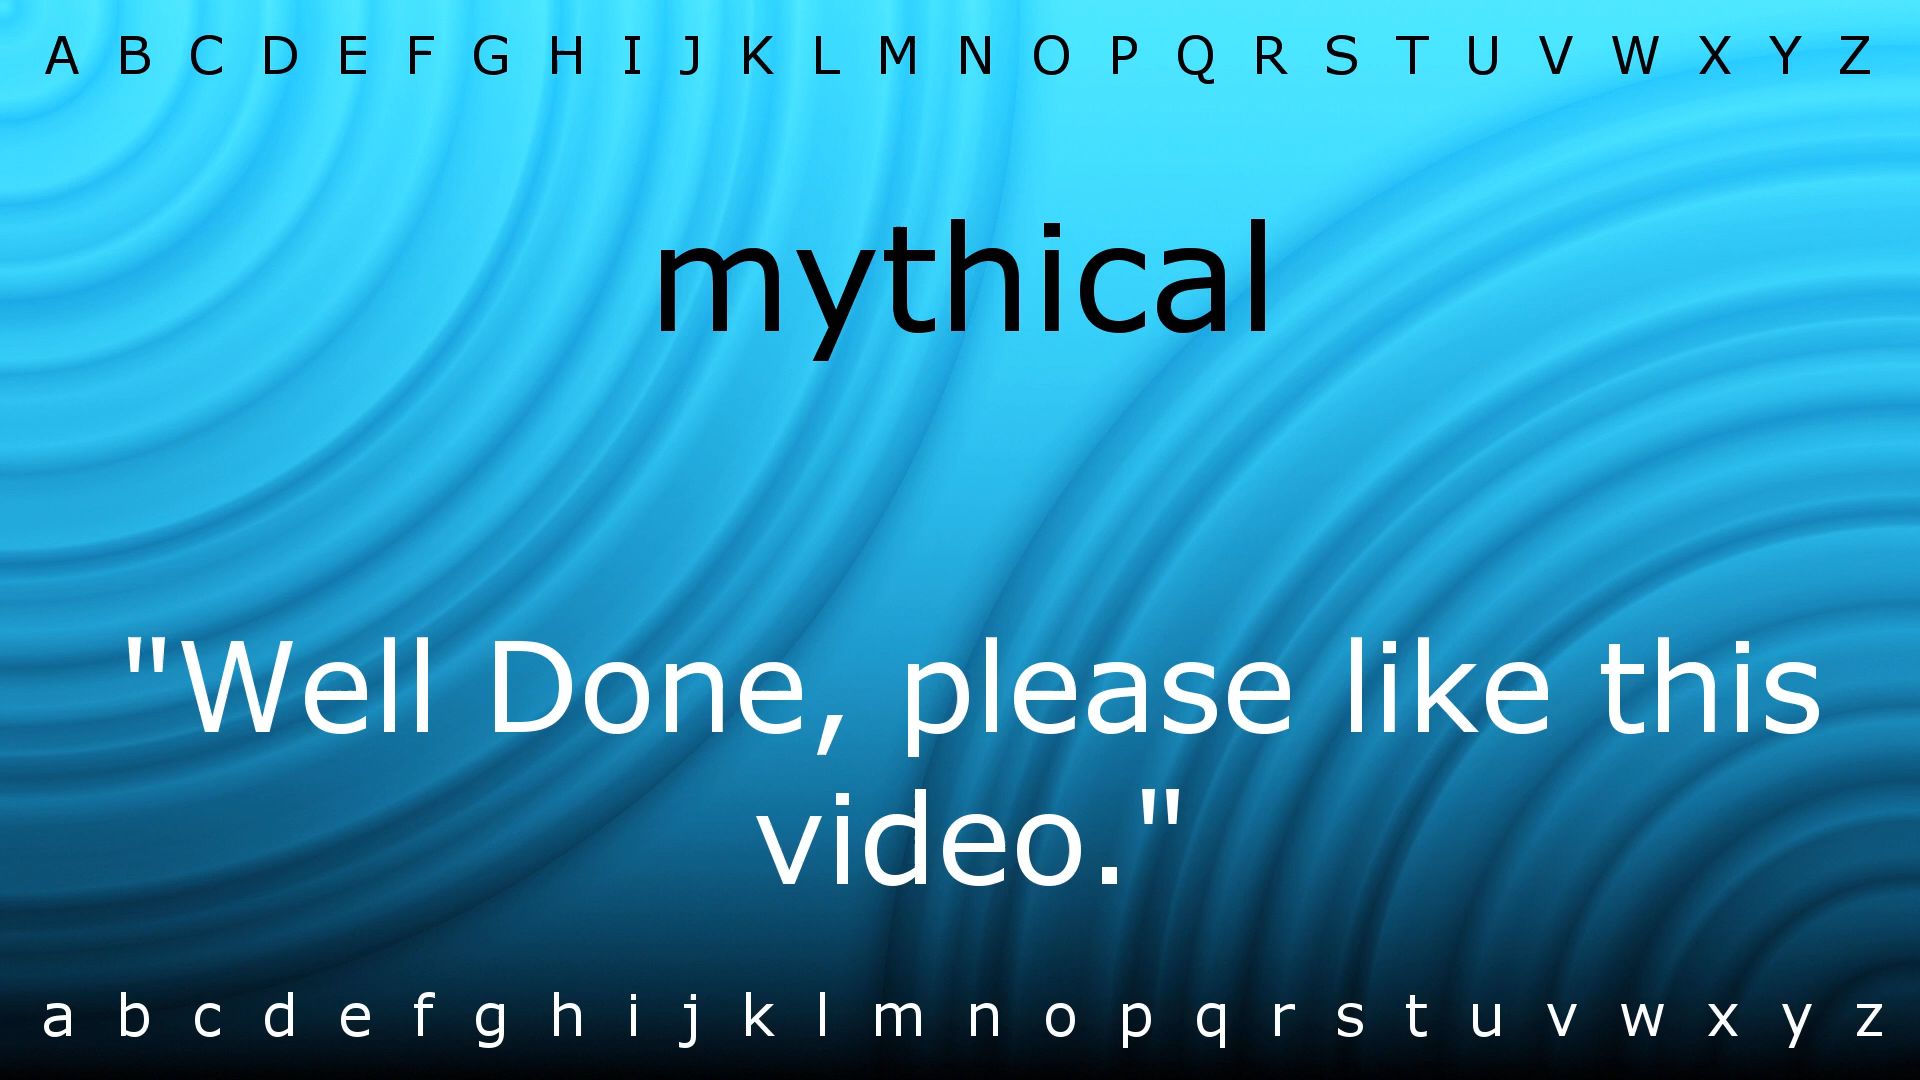 A B C D E F G H I J K L M N O P Q R S T U V W X Y Z
mythical
"Well Done, please like this
video."
a b c d e f g h i j k l m n o p q r s t u v w x y z